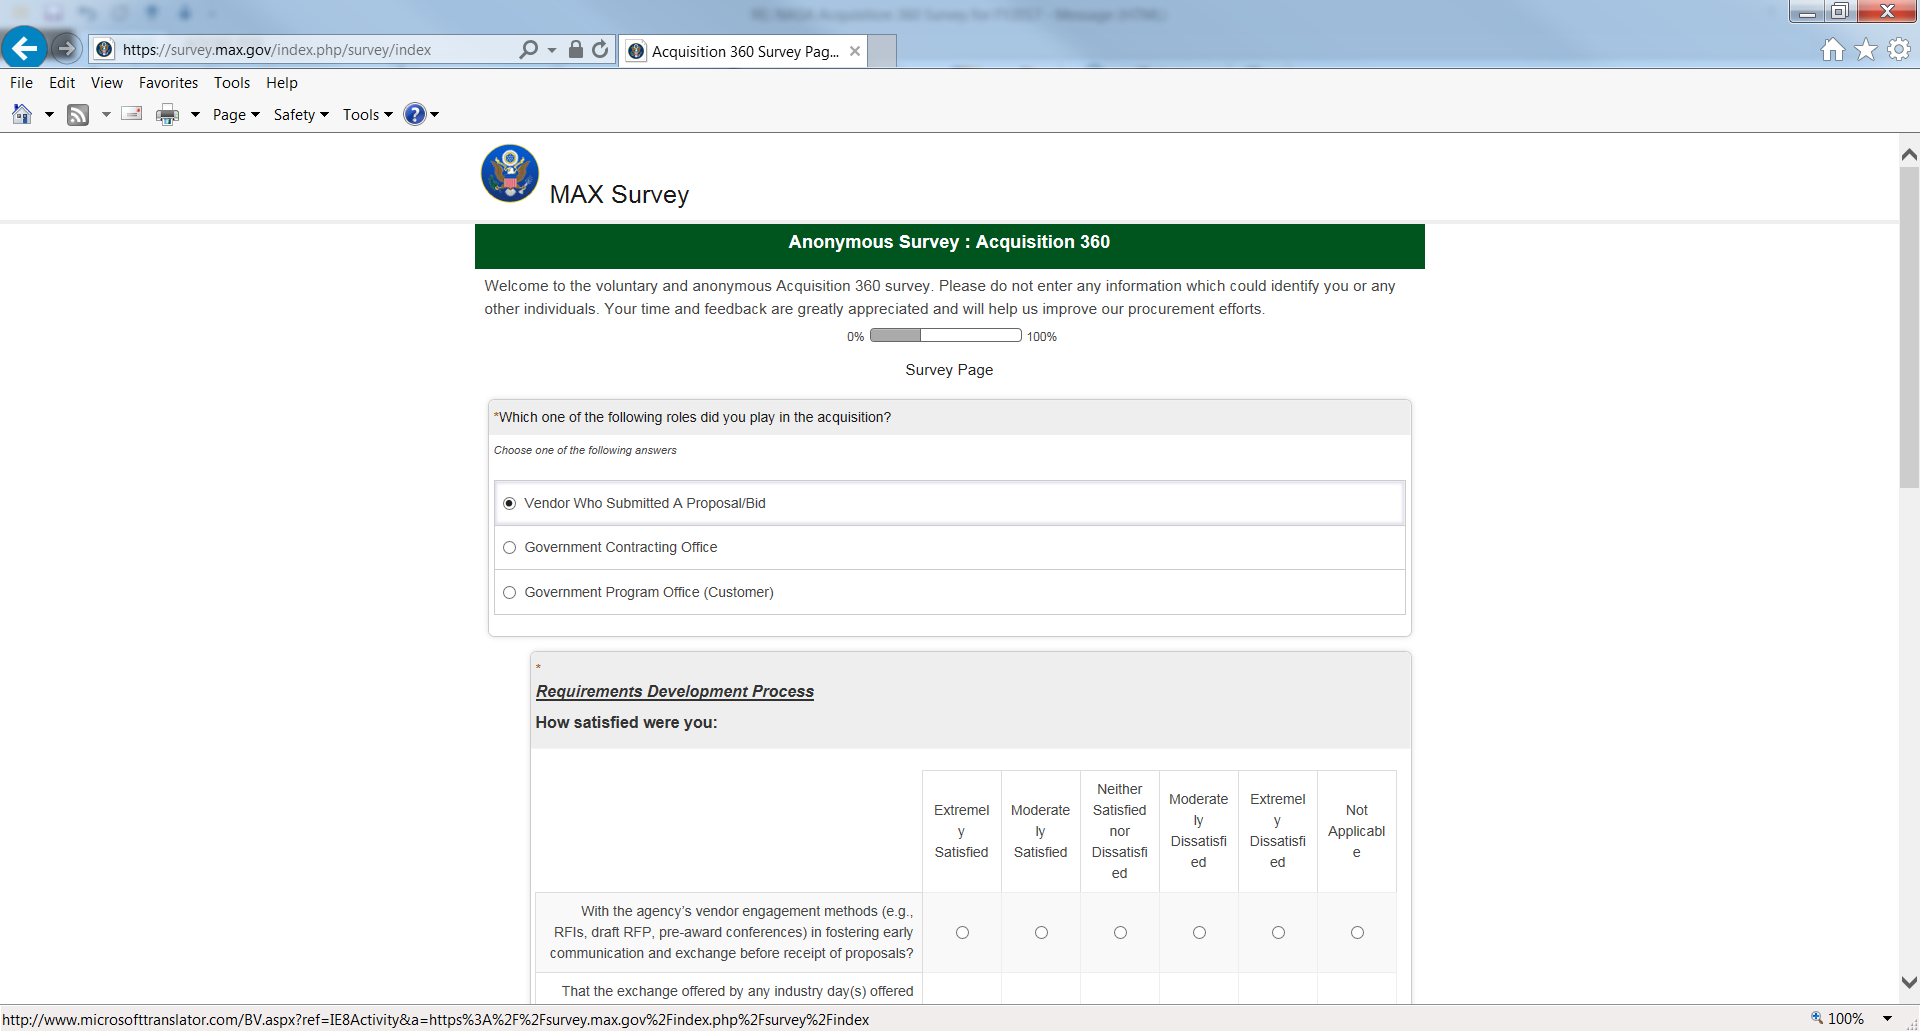 https://survey.max.gov/index.php/survey/index
Acquisition 360 Survey Pag...
File Edit View Favorites Tools Help
Page Safety Tools
MAX Survey
Anonymous Survey : Acquisition 360
Welcome to the voluntary and anonymous Acquisition 360 survey. Please do not enter any information which could identify you or any
other individuals. Your time and feedback are greatly appreciated and will help us improve our procurement efforts.
0% 100%
Survey Page
*Which one of the following roles did you play in the acquisition?
Choose one of the following answers
Vendor Who Submitted A Proposal/Bid
Government Contracting Office
Government Program Office (Customer)
*
Requirements Development Process
How satisfied were you:
Extremel
y
Satisfied
Moderate
ly
Satisfied
Neither
Satisfied
nor
Dissatisfi
ed
Moderate
ly
Dissatisfi
ed
Extremel
y
Dissatisfi
ed
Not
Applicabl
e
With the agency’s vendor engagement methods (e.g.,
RFIs, draft RFP, pre-award conferences) in fostering early
communication and exchange before receipt of proposals?
That the exchange offered by any industry day(s) offered
http://www.microsofttranslator.com/BV.aspx?ref=IE8Activity&a=https%3A%2F%2Fsurvey.max.gov%2Findex.php%2Fsurvey%2Findex
100%